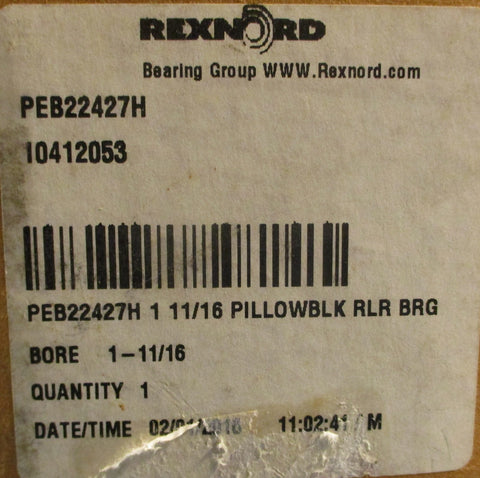 REXNORD
Bearing Group WWW.Rexnord.com
PEB22427H
10412053
PEB22427H 1 11/16 PILLOWBLK RLR BRG
BORE 1-11/16
QUANTITY 1
DATE/TIME